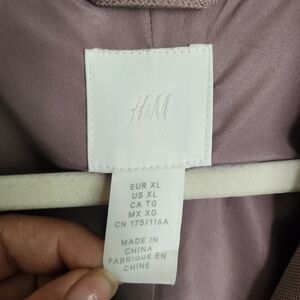 H&M
EUR XL
US XL
CA TG
MX XG
CN 175/116A
MADE IN
CHINA
FABRIQUÉ EN
CHINE